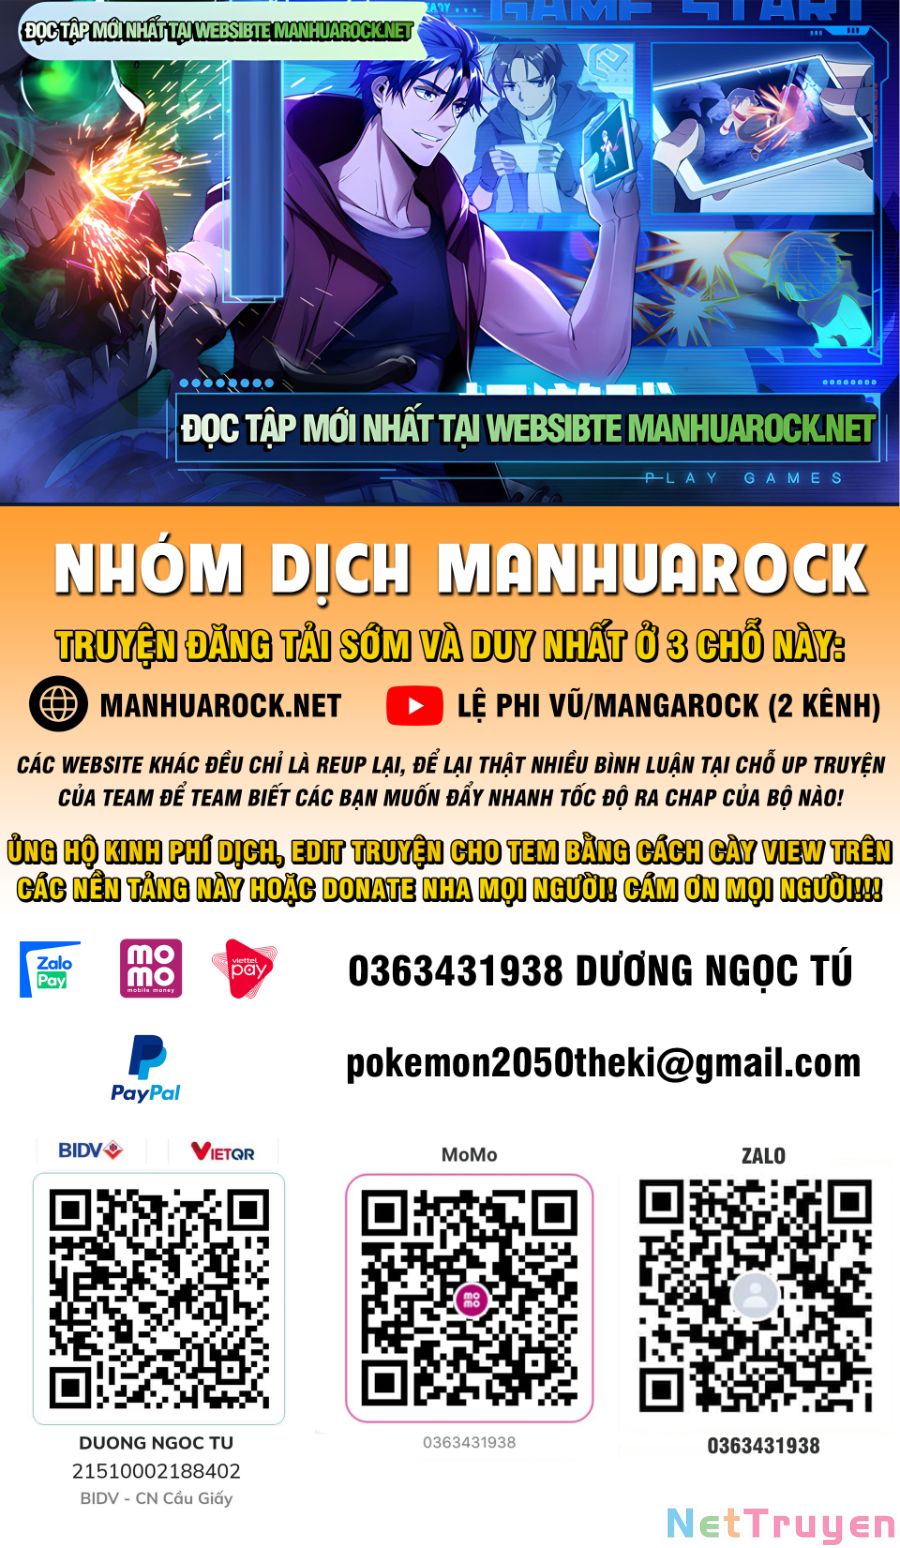 GAME START
ĐỌC TẬP MỚI NHẤT TẠI WEBSIBTE MANHUAROCK.NET
ĐỌC TẬP MỚI NHẤT TẠI WEBSIBTE MANHUAROCK.NET
PLAY GAMES
NHÓM DỊCH MANHUAROCK
TRUYỆN ĐĂNG TẢI SỚM VÀ DUY NHẤT Ở 3 CHỖ NÀY:
MANHUAROCK.NET LỆ PHI VŨ/MANGAROCK (2 KÊNH)
CÁC WEBSITE KHÁC ĐỀU CHỈ LÀ REUP LẠI, ĐỂ LẠI THẬT NHIỀU BÌNH LUẬN TẠI CHỖ UP TRUYỆN
CỦA TEAM ĐỂ TEAM BIẾT CÁC BẠN MUỐN ĐẨY NHANH TỐC ĐỘ RA CHAP CỦA BỘ NÀO!
ỦNG HỘ KINH PHÍ DỊCH, EDIT TRUYỆN CHO TEM BẰNG CÁCH CÀY VIEW TRÊN
CÁC NỀN TẢNG NÀY HOẶC DONATE NHA MỌI NGƯỜI! CÁM ƠN MỌI NGƯỜI!!!
Zalo Pay momo mobile money viettel pay 0363431938 DƯƠNG NGỌC TÚ
PayPal pokemon2050theki@gmail.com
BIDV VIETQR MoMo ZALO
momo
DUONG NGOC TU 0363431938 0363431938
21510002188402
BIDV - CN Cầu Giấy
NetTruyen